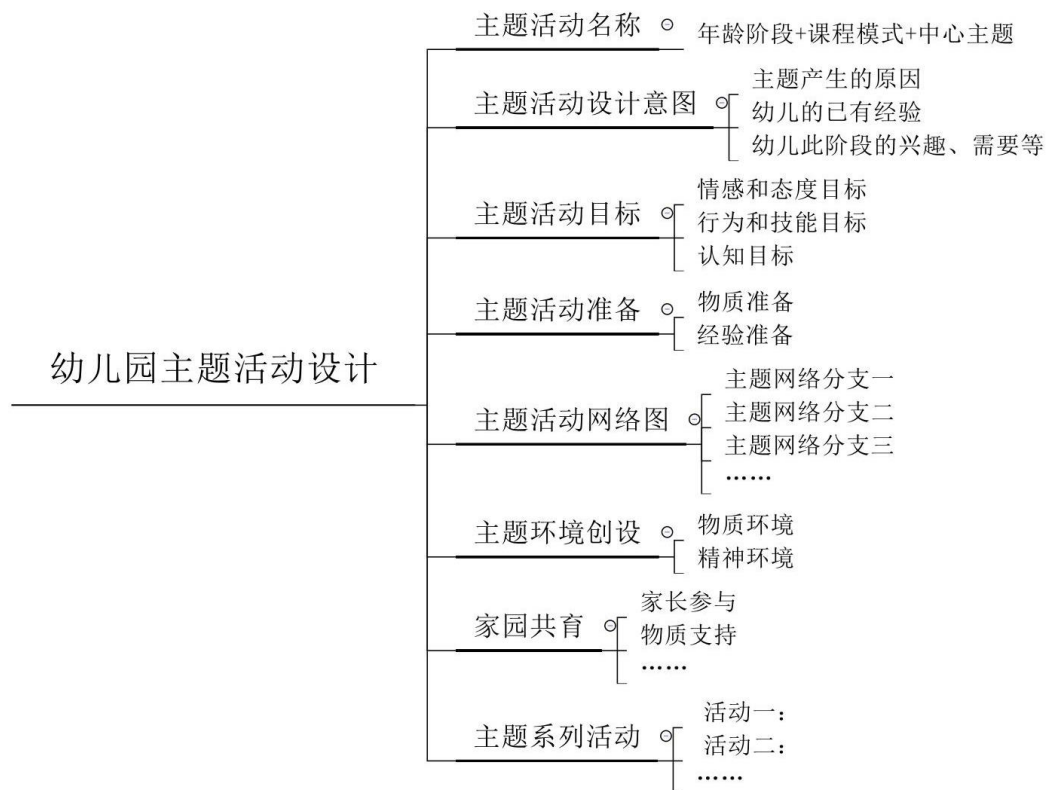 主题活动名称
年龄阶段+课程模式+中心主题
主题活动设计意图
主题产生的原因
幼儿的已有经验
幼儿此阶段的兴趣、需要等
主题活动目标
情感和态度目标
行为和技能目标
认知目标
主题活动准备
物质准备
经验准备
幼儿园主题活动设计
主题活动网络图
主题网络分支一
主题网络分支二
主题网络分支三
……
主题环境创设
物质环境
精神环境
家园共育
家长参与
物质支持
……
主题系列活动
活动一：
活动二：
……